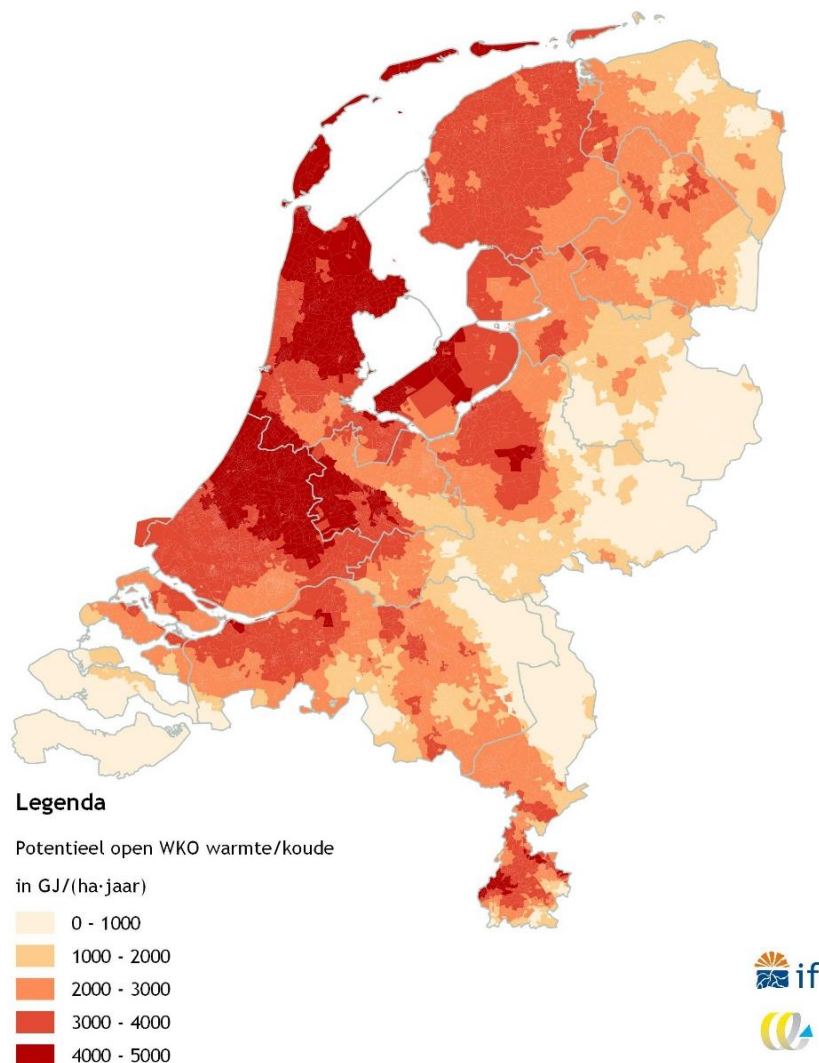 Legenda
Potentieel open WKO warmte/koude
in GJ/(ha·jaar)
0 - 1000
1000 - 2000
2000 - 3000
3000 - 4000
4000 - 5000
if